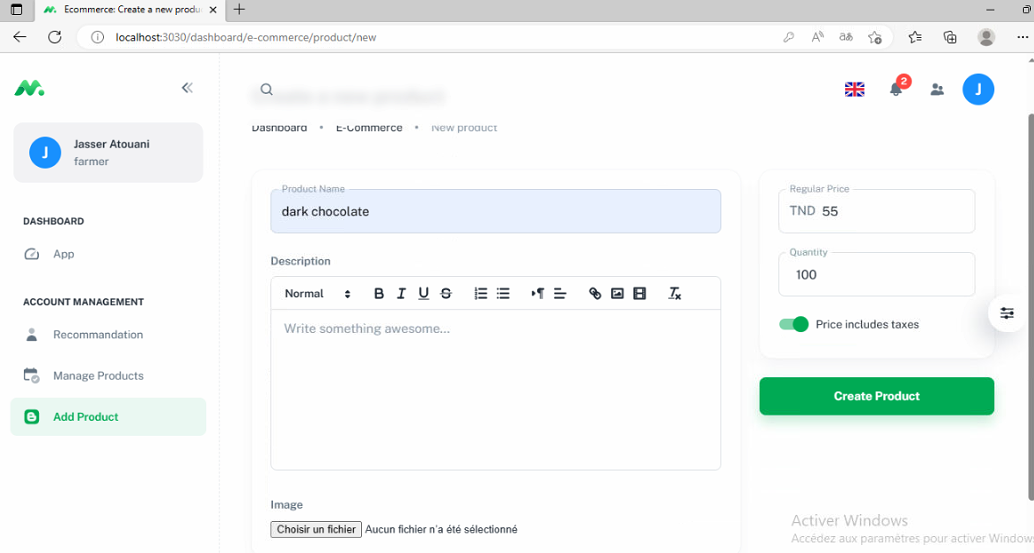 Ecommerce: Create a new produ
localhost:3030/dashboard/e-commerce/product/new
2
J
Create a new product
Dashboard • E-Commerce • New product
J
Jasser Atouani
farmer
DASHBOARD
App
ACCOUNT MANAGEMENT
Recommandation
Manage Products
Add Product
Product Name
dark chocolate
Description
Normal
Write something awesome...
Image
Choisir un fichier Aucun fichier n'a été sélectionné
Regular Price
TND 55
Quantity
100
Price includes taxes
Create Product
Activer Windows
Accédez aux paramètres pour activer Window